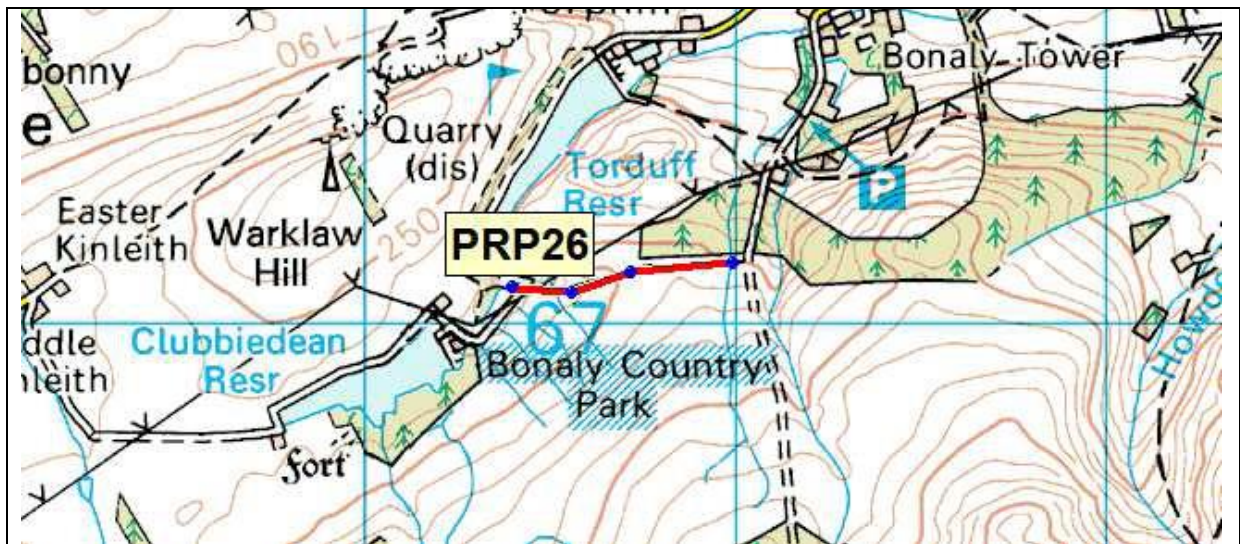 190
bonny
Bonaly Tower
e
Quarry
(dis)
Torduff
Resr
P
Easter
Kinleith
Warklaw
Hill
250
PRP26
67
Clubbiedean
Resr
Bonaly Country
Park
fort